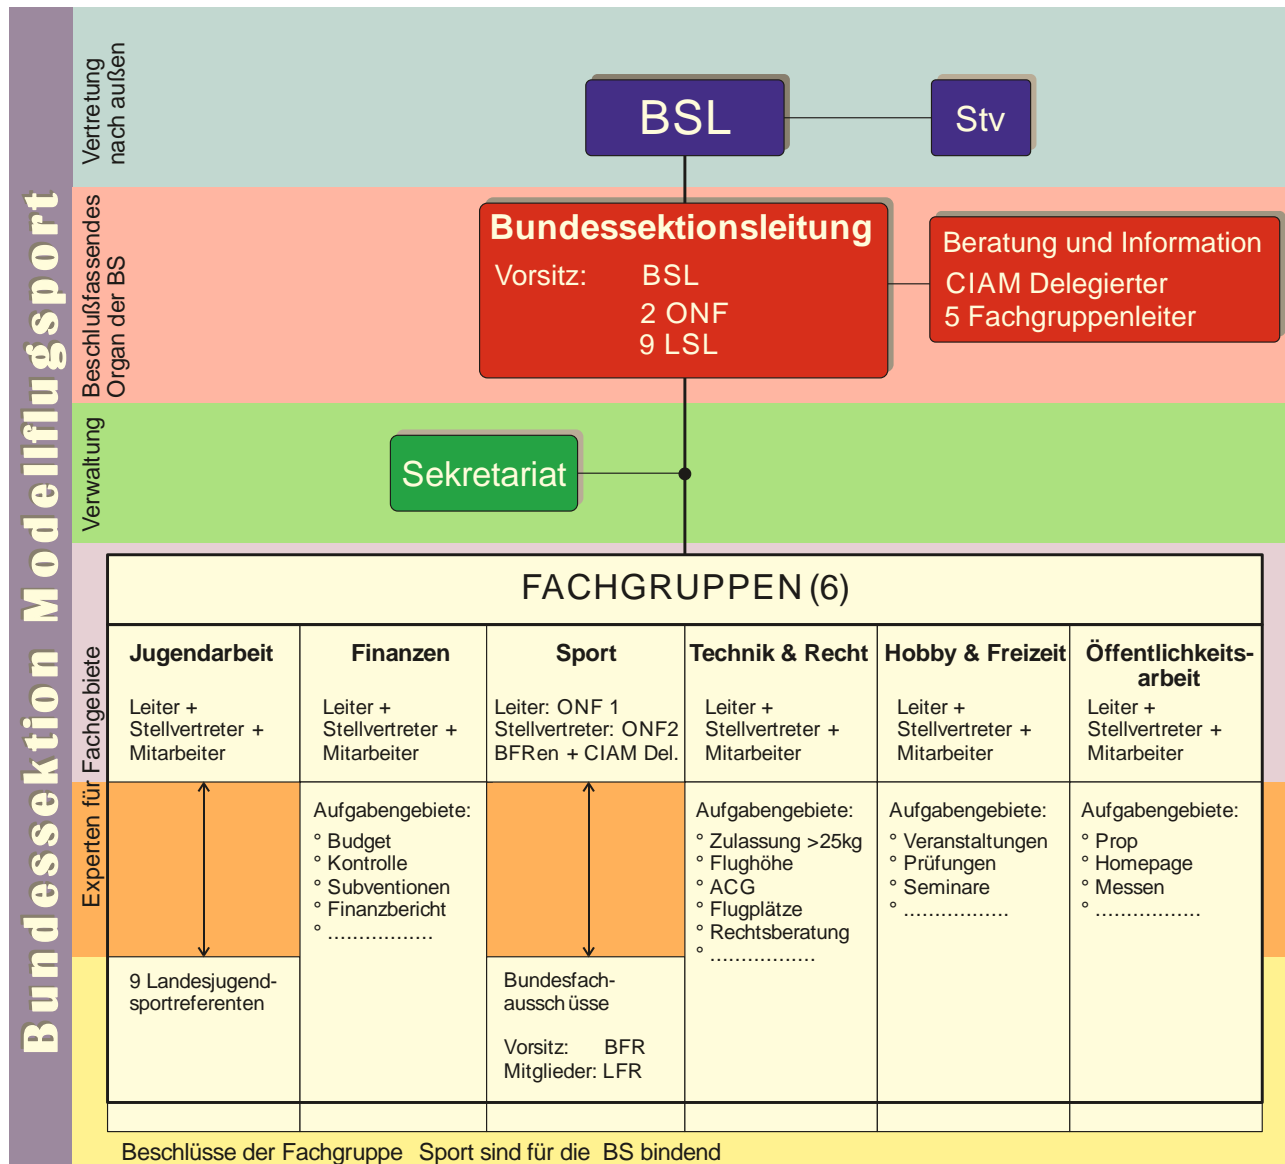 Bundessektion Modellflugsport
Vertretung
nach außen
BSL
Stv
Beschlußfassendes
Organ der BS
Bundessektionsleitung
Vorsitz: BSL
2 ONF
9 LSL
Beratung und Information
CIAM Delegierter
5 Fachgruppenleiter
Verwaltung
Sekretariat
Experten für Fachgebiete
FACHGRUPPEN (6)
Jugendarbeit
Leiter +
Stellvertreter +
Mitarbeiter
9 Landesjugend-
sportreferenten
Finanzen
Leiter +
Stellvertreter +
Mitarbeiter
Aufgabengebiete:
° Budget
° Kontrolle
° Subventionen
° Finanzbericht
° .................
Sport
Leiter: ONF 1
Stellvertreter: ONF2
BFRen + CIAM Del.
Bundesfach-
aussch üsse
Vorsitz: BFR
Mitglieder: LFR
Technik & Recht
Leiter +
Stellvertreter +
Mitarbeiter
Aufgabengebiete:
° Zulassung >25kg
° Flughöhe
° ACG
° Flugplätze
° Rechtsberatung
° .................
Hobby & Freizeit
Leiter +
Stellvertreter +
Mitarbeiter
Aufgabengebiete:
° Veranstaltungen
° Prüfungen
° Seminare
° .................
Öffentlichkeits-
arbeit
Leiter +
Stellvertreter +
Mitarbeiter
Aufgabengebiete:
° Prop
° Homepage
° Messen
° .................
Beschlüsse der Fachgruppe Sport sind für die BS bindend